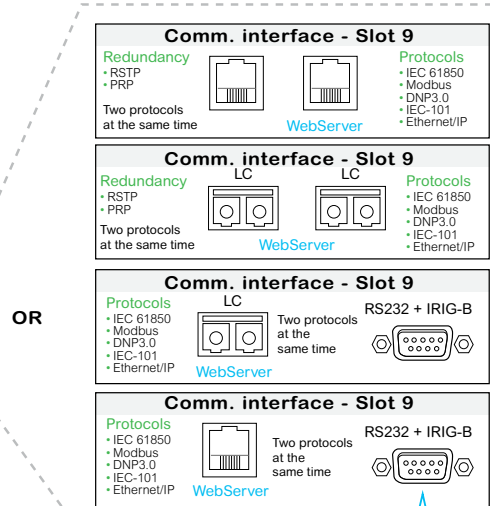 Comm. interface - Slot 9
Redundancy
• RSTP
• PRP
Two protocols
at the same time
WebServer
Protocols
• IEC 61850
• Modbus
• DNP3.0
• IEC-101
• Ethernet/IP
Comm. interface - Slot 9
Redundancy
• RSTP
• PRP
Two protocols
at the same time
LC
LC
WebServer
Protocols
• IEC 61850
• Modbus
• DNP3.0
• IEC-101
• Ethernet/IP
OR
Comm. interface - Slot 9
Protocols
• IEC 61850
• Modbus
• DNP3.0
• IEC-101
• Ethernet/IP
LC
WebServer
Two protocols
at the
same time
RS232 + IRIG-B
Comm. interface - Slot 9
Protocols
• IEC 61850
• Modbus
• DNP3.0
• IEC-101
• Ethernet/IP
WebServer
Two protocols
at the
same time
RS232 + IRIG-B